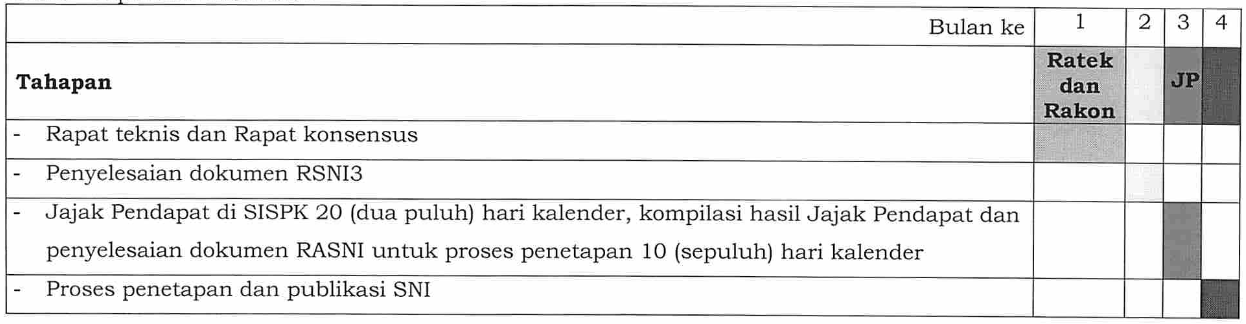 Bulan ke 1 2 3 4
Tahapan
Ratek
dan
Rakon
JP
- Rapat teknis dan Rapat konsensus
- Penyelesaian dokumen RSNI3
- Jajak Pendapat di SISPK 20 (dua puluh) hari kalender, kompilasi hasil Jajak Pendapat dan
penyelesaian dokumen RASNI untuk proses penetapan 10 (sepuluh) hari kalender
- Proses penetapan dan publikasi SNI